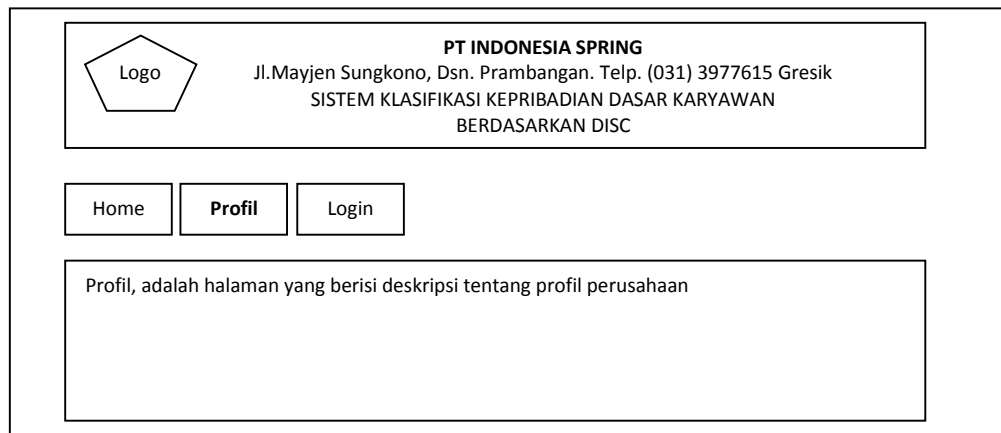 Logo
PT INDONESIA SPRING
Jl.Mayjen Sungkono, Dsn. Prambangan. Telp. (031) 3977615 Gresik
SISTEM KLASIFIKASI KEPRIBADIAN DASAR KARYAWAN
BERDASARKAN DISC
Home
Profil
Login
Profil, adalah halaman yang berisi deskripsi tentang profil perusahaan